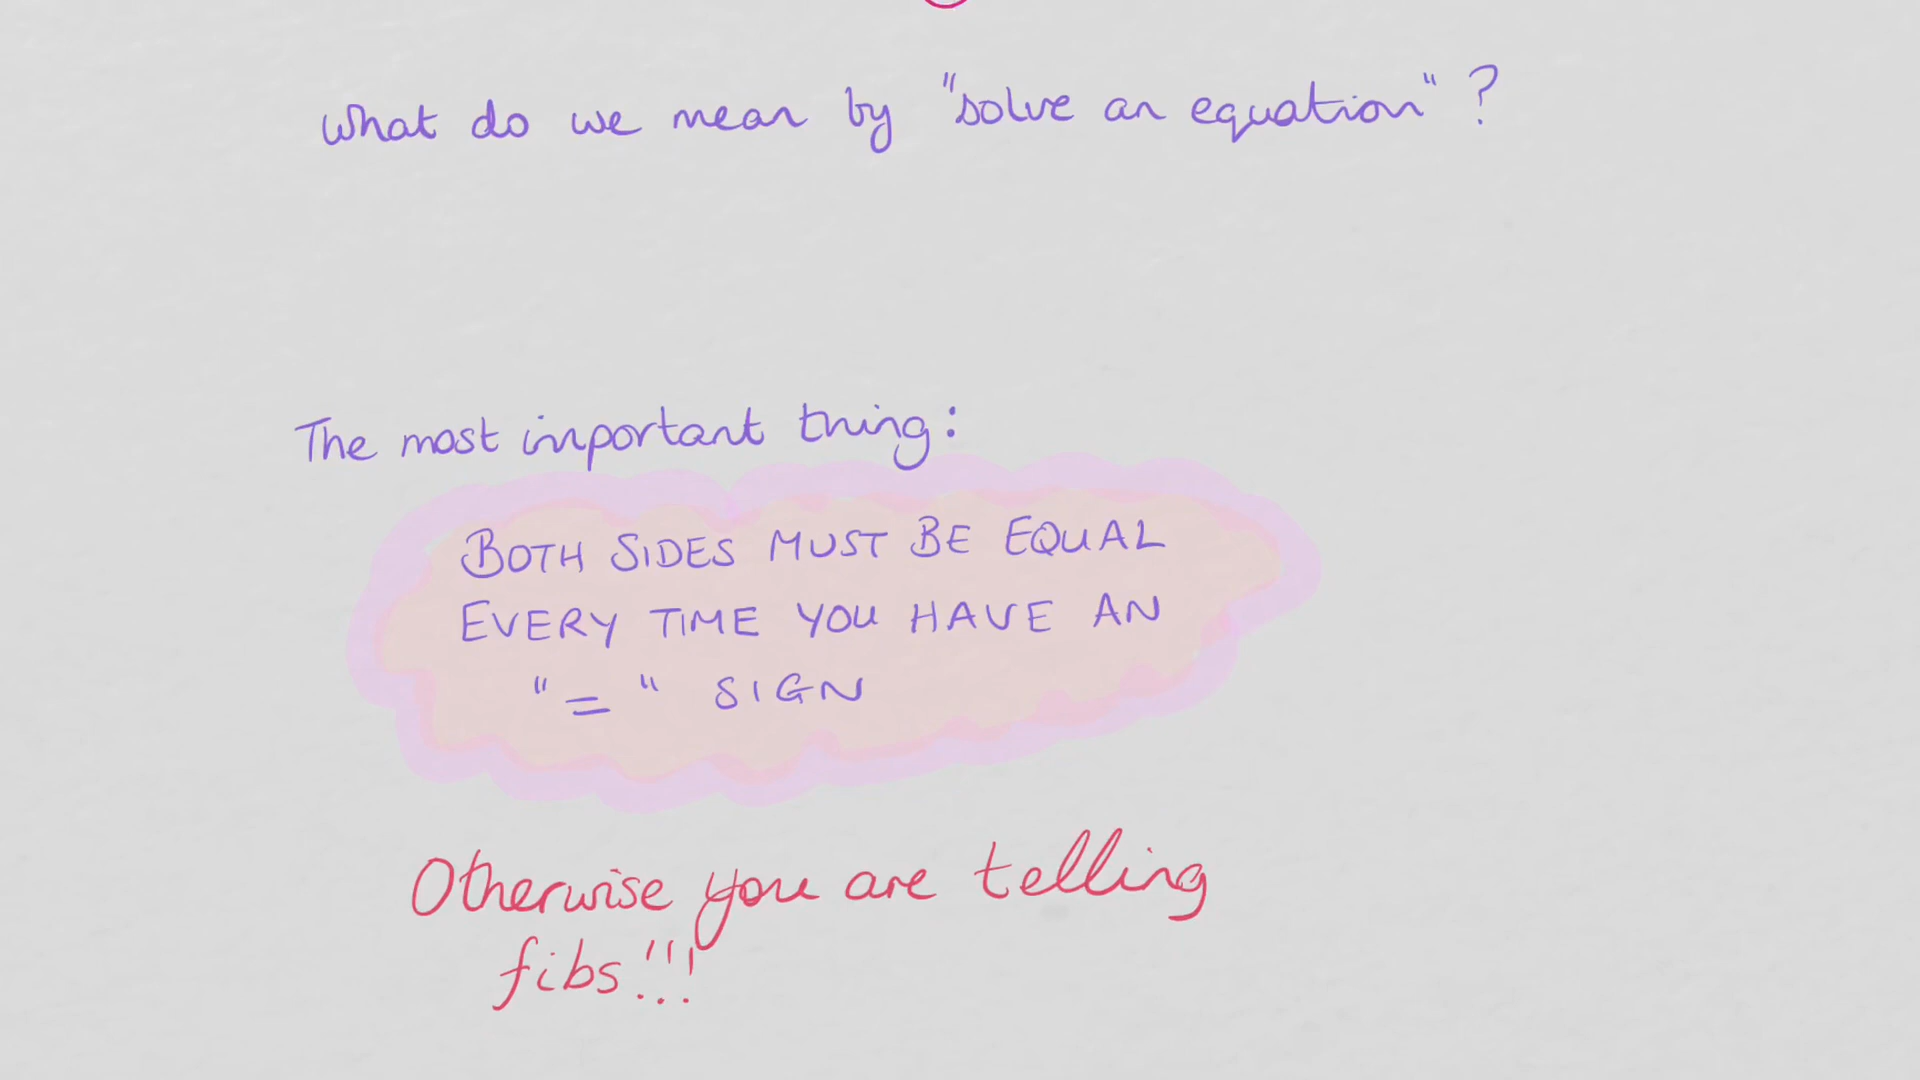 What do we mean by "solve an equation" ?
The most important thing:
BOTH SIDES MUST BE EQUAL
EVERY TIME YOU HAVE AN
"=" SIGN
Otherwise you are telling
fibs!!!